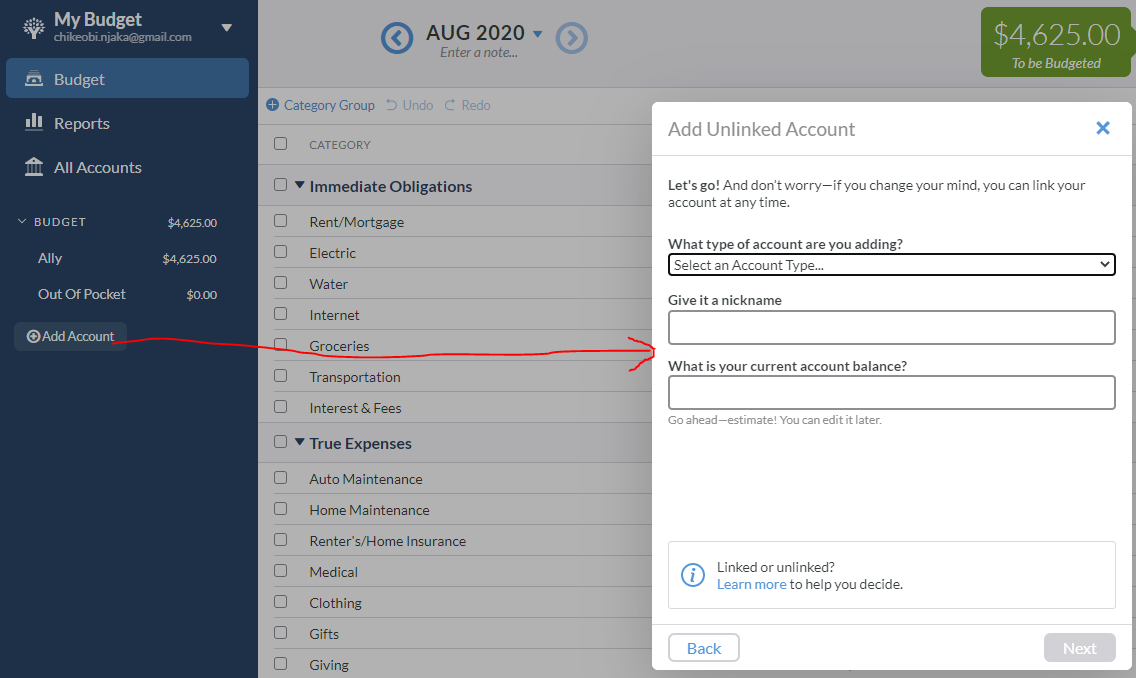 My Budget
chikeobi.njaka@gmail.com
Budget
Reports
All Accounts
BUDGET $4,625.00
Ally $4,625.00
Out Of Pocket $0.00
Add Account
AUG 2020
Enter a note...
$4,625.00
To be Budgeted
Category Group Undo Redo
CATEGORY
Immediate Obligations
Rent/Mortgage
Electric
Water
Internet
Groceries
Transportation
Interest & Fees
True Expenses
Auto Maintenance
Home Maintenance
Renter's/Home Insurance
Medical
Clothing
Gifts
Giving
Add Unlinked Account
Let's go! And don't worry—if you change your mind, you can link your
account at any time.
What type of account are you adding?
Select an Account Type...
Give it a nickname
What is your current account balance?
Go ahead—estimate! You can edit it later.
Linked or unlinked?
Learn more to help you decide.
Back Next